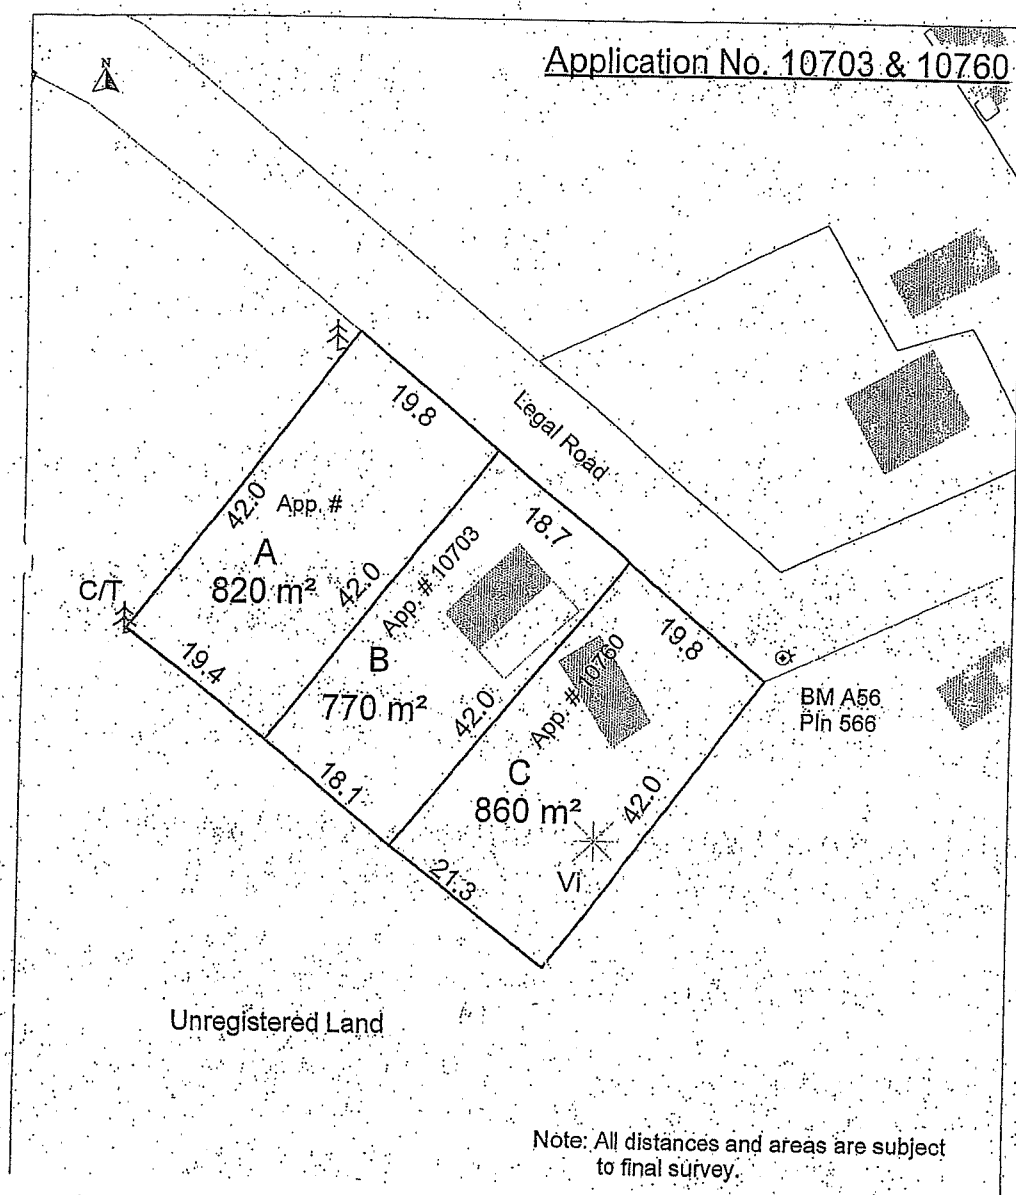 N
Application No. 10703 & 10760
19.8
Legal Road
42.0
App. #
18.7
A
820 m²
C/T
42.0
App. # 10703
19.8
19.4
B
770 m²
42.0
App. # 10760
BM A56
Pln 566
18.1
C
860 m²
42.0
21.3
Vi
Unregistered Land
Note: All distances and areas are subject
to final survey.